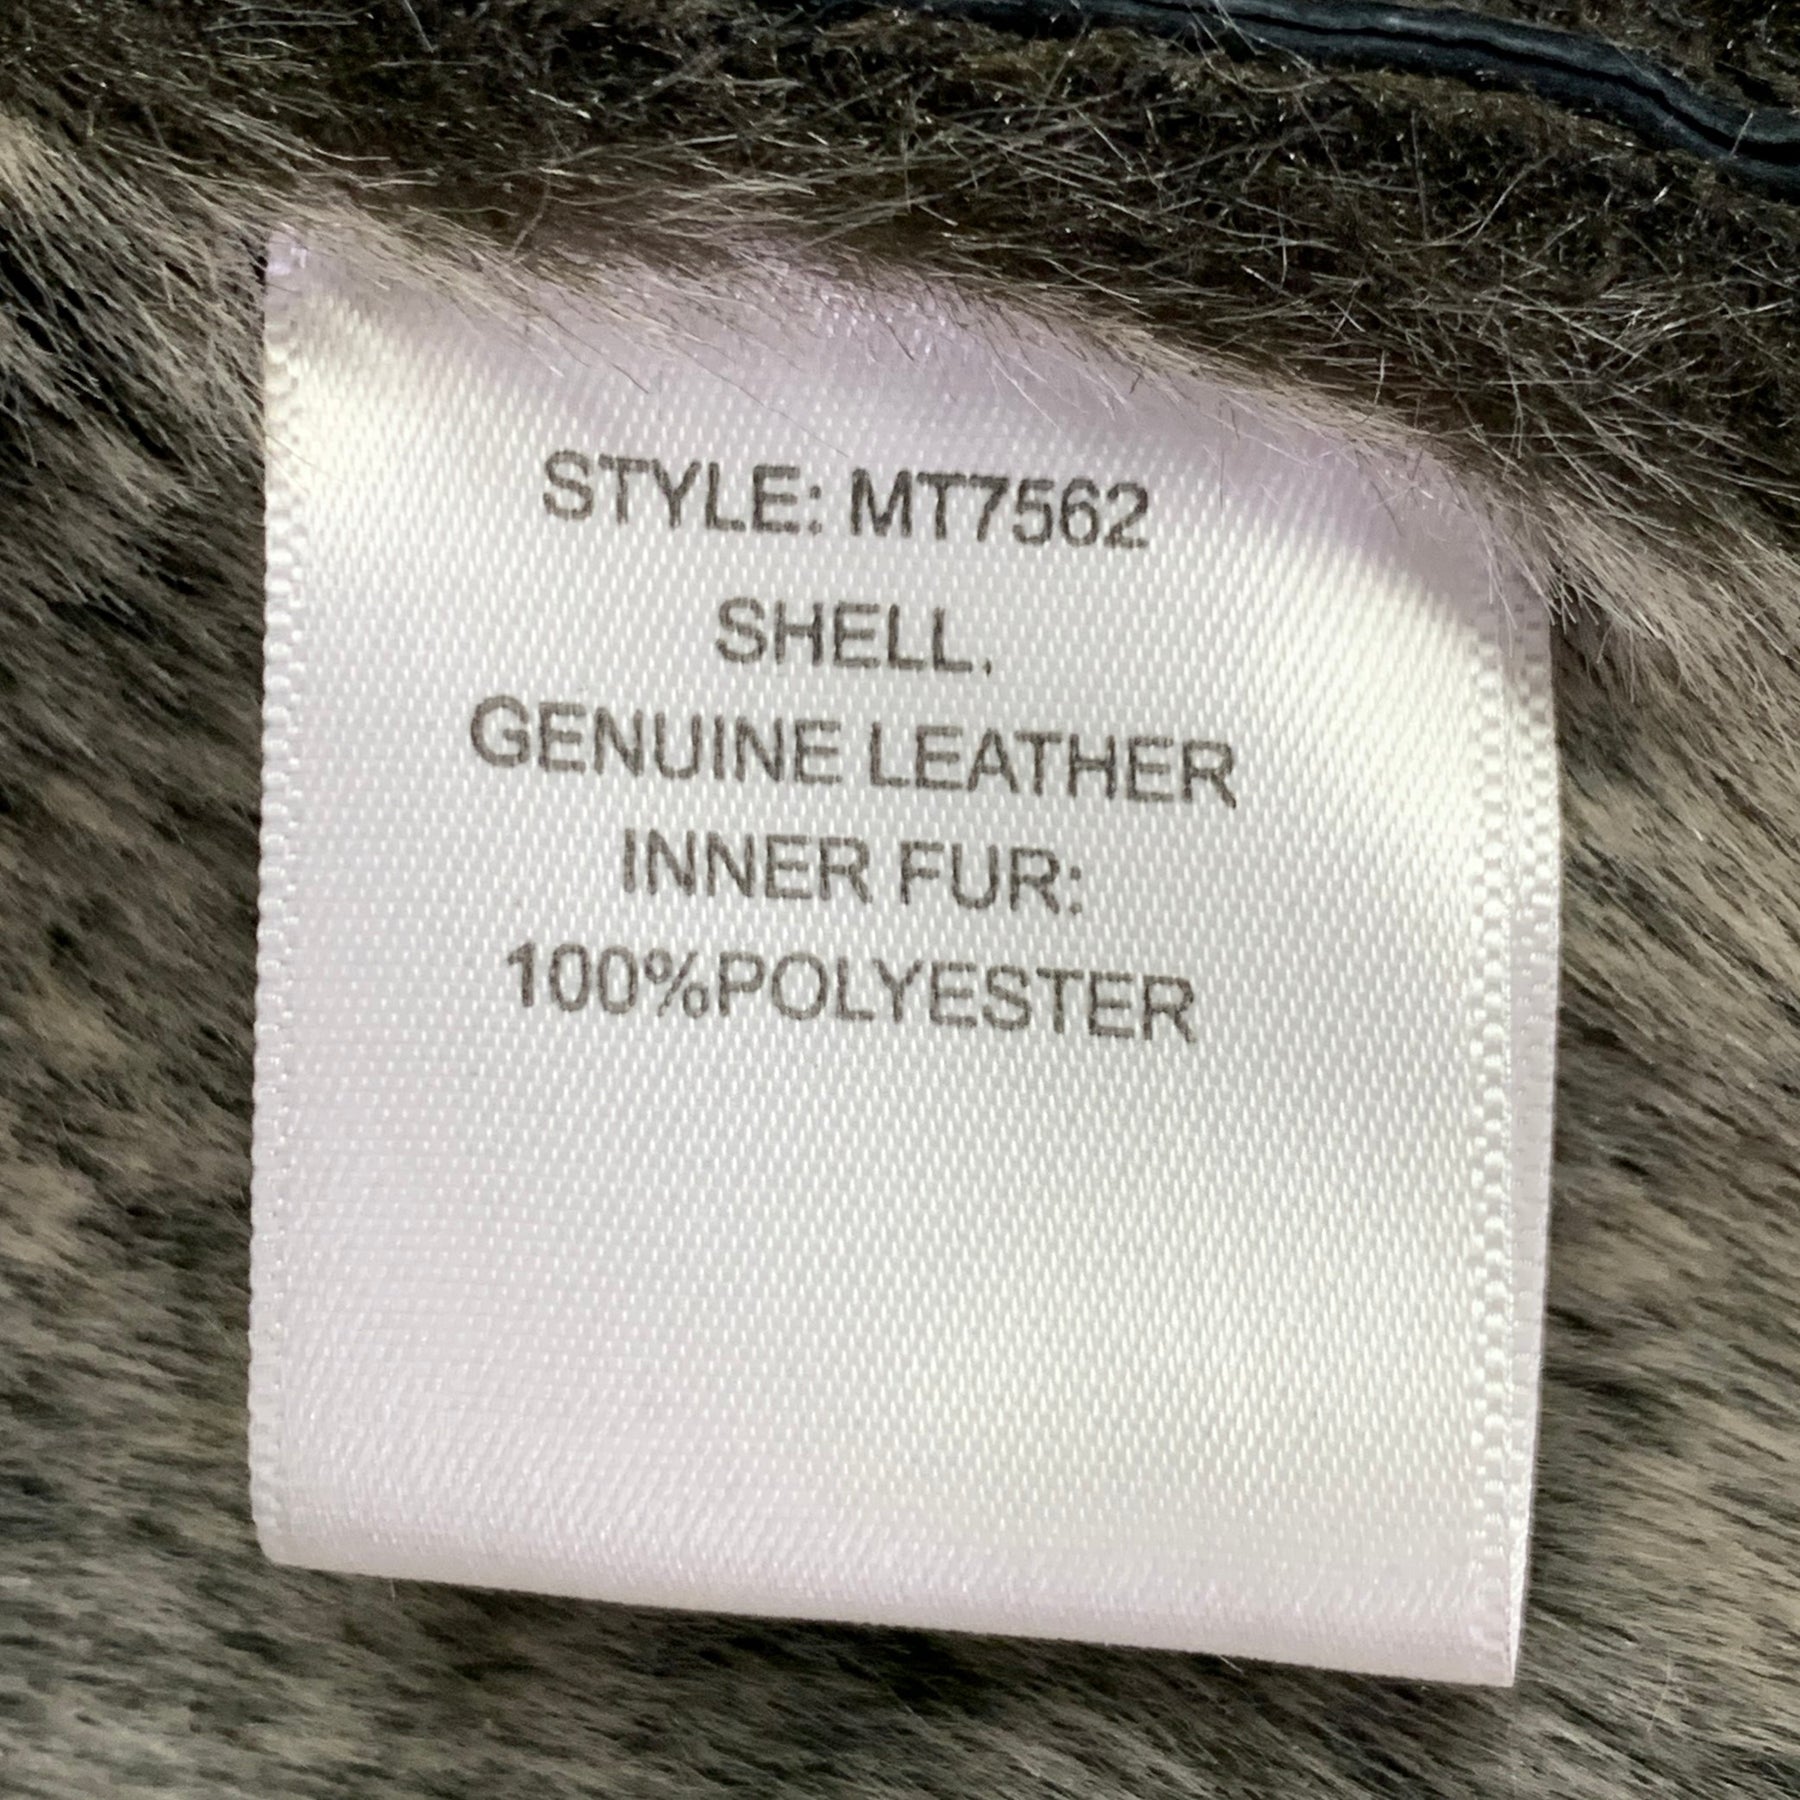 STYLE: MT7562
SHELL.
GENUINE LEATHER
INNER FUR:
100%POLYESTER